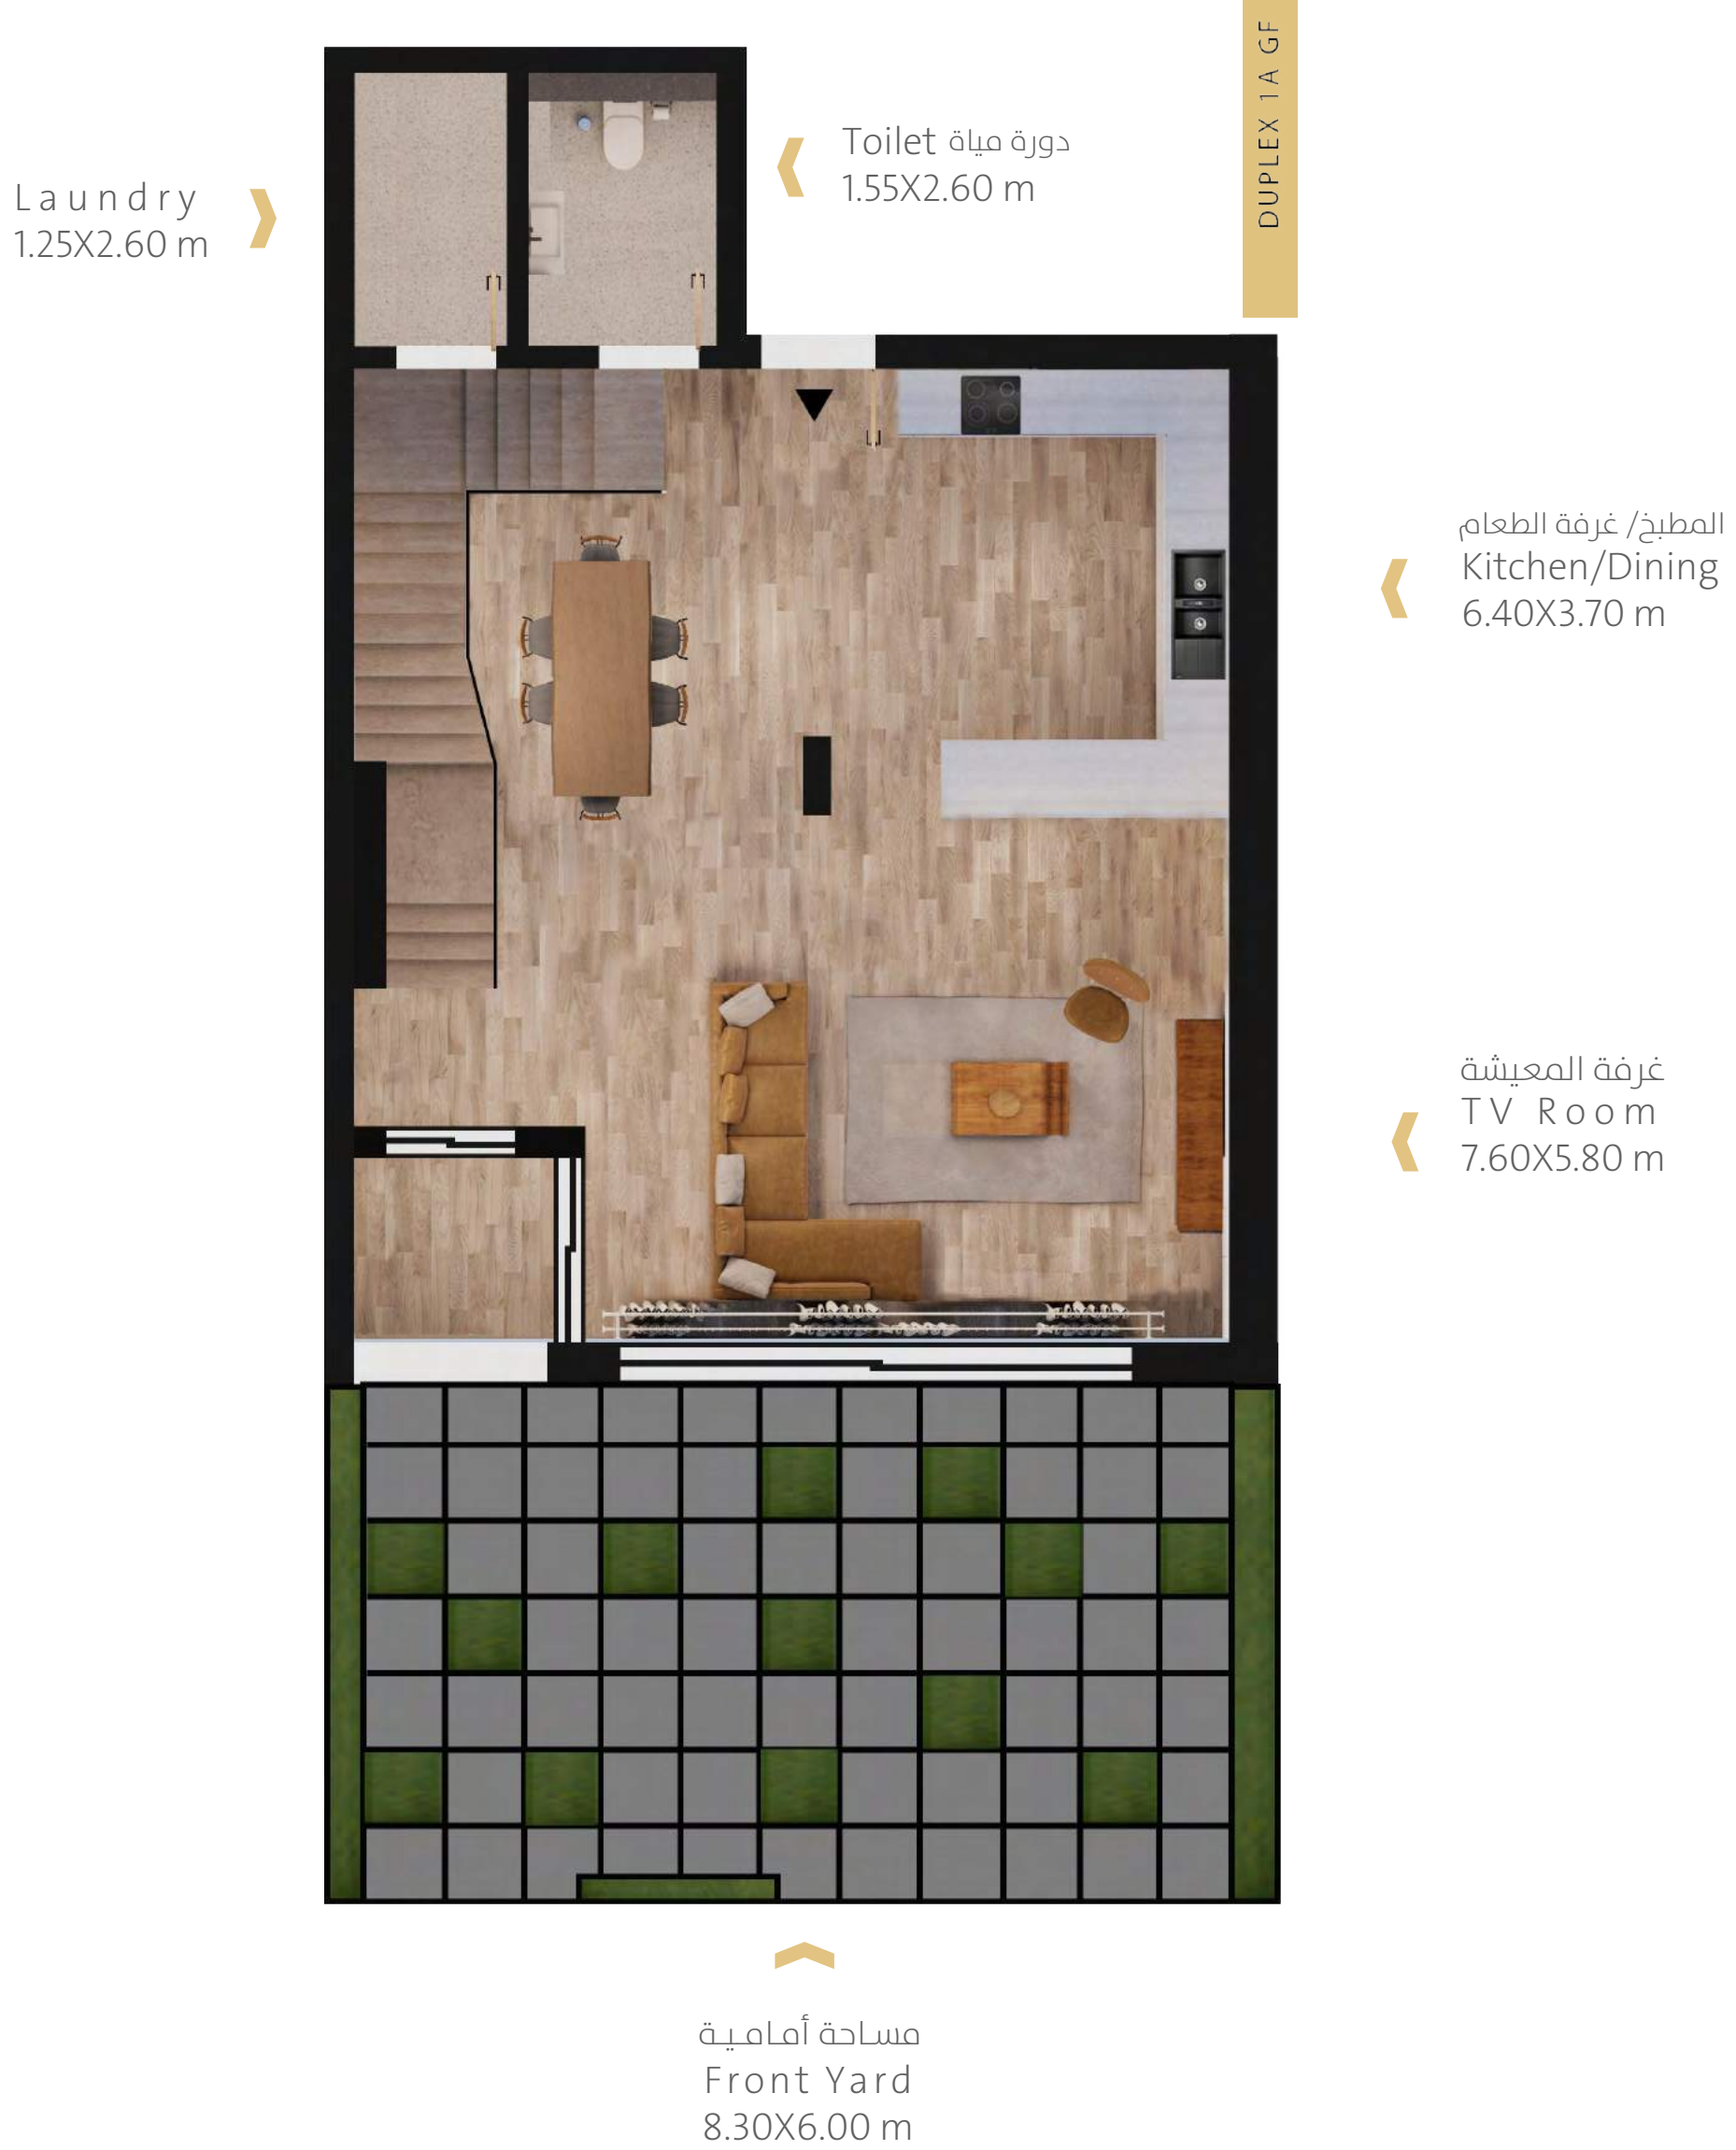 DUPLEX 1A GF
Toilet دورة مياة
1.55X2.60 m
Laundry
1.25X2.60 m
المطبخ/ غرفة الطعام
Kitchen/Dining
6.40X3.70 m
غرفة المعيشة
TV Room
7.60X5.80 m
مساحة أمامية
Front Yard
8.30X6.00 m